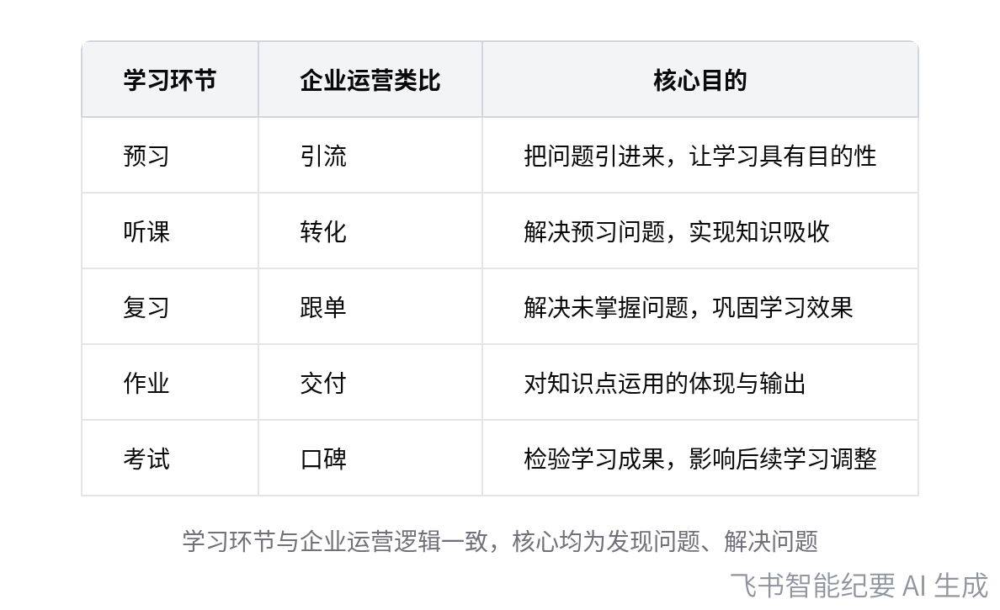 学习环节 企业运营类比 核心目的
预习 引流 把问题引进来，让学习具有目的性
听课 转化 解决预习问题，实现知识吸收
复习 跟单 解决未掌握问题，巩固学习效果
作业 交付 对知识点运用的体现与输出
考试 口碑 检验学习成果，影响后续学习调整
学习环节与企业运营逻辑一致，核心均为发现问题、解决问题
飞书智能纪要 AI 生成